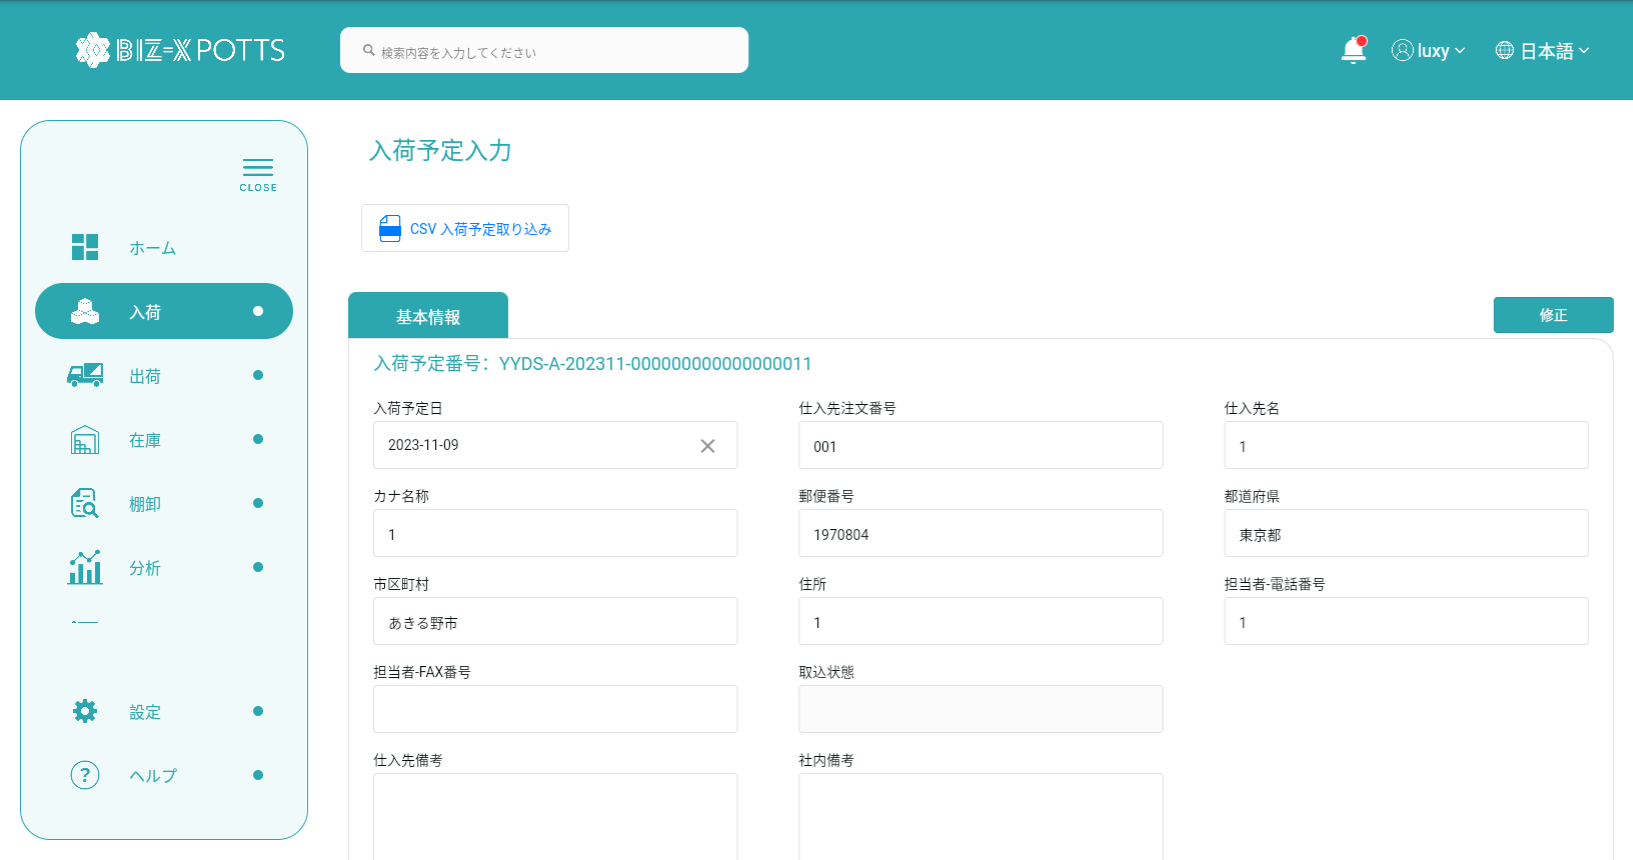 BIZ=X POTTS
検索内容を入力してください
luxy
日本語
CLOSE
ホーム
入荷
出荷
在庫
棚卸
分析
設定
ヘルプ
入荷予定入力
CSV 入荷予定取り込み
基本情報
修正
入荷予定番号：YYDS-A-202311-000000000000000011
入荷予定日
仕入先注文番号
仕入先名
2023-11-09
001
1
カナ名称
郵便番号
都道府県
1
1970804
東京都
市区町村
住所
担当者-電話番号
あきる野市
1
1
担当者-FAX番号
取込状態
仕入先備考
社内備考